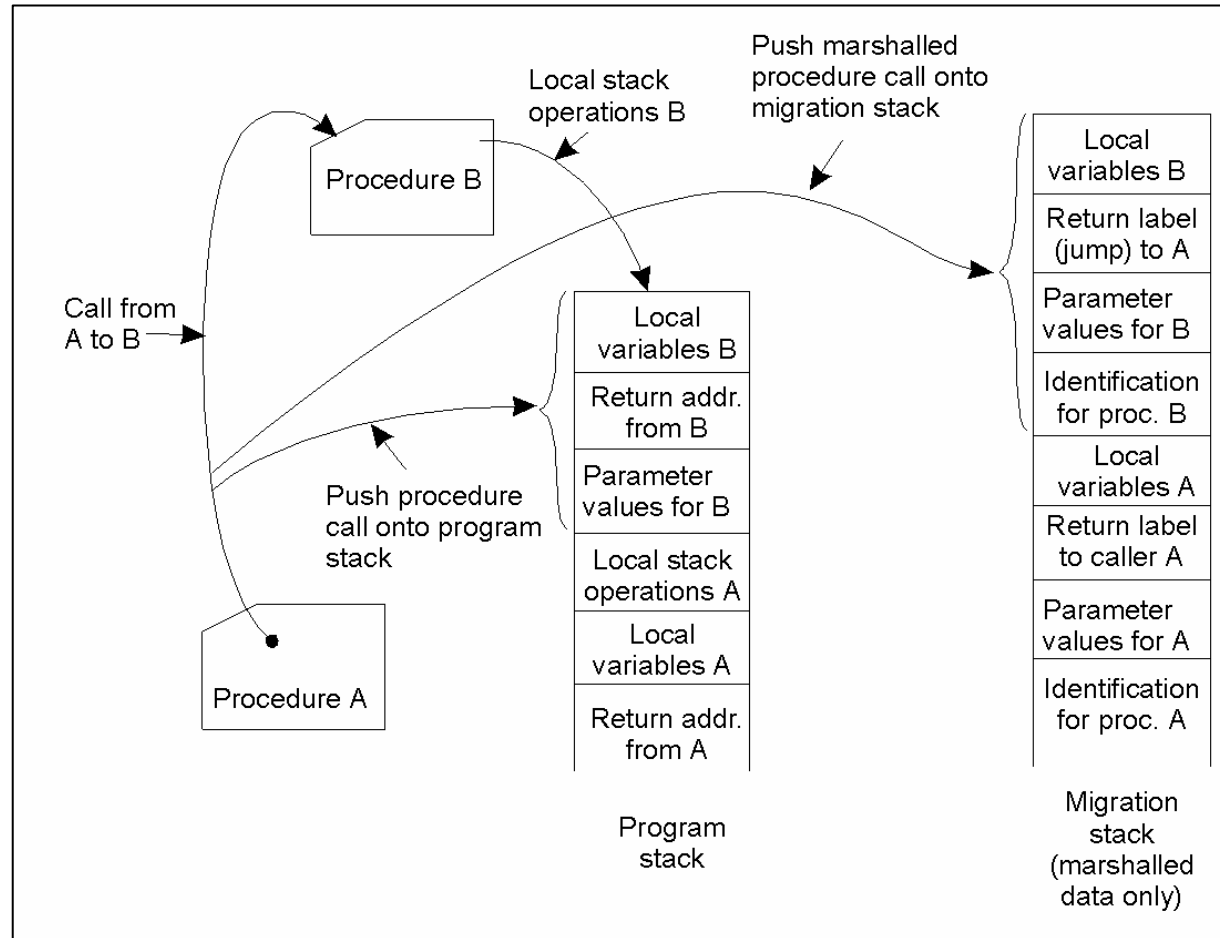 Push marshalled
procedure call onto
migration stack
Local stack
operations B
Procedure B
Call from
A to B
Push procedure
call onto program
stack
Procedure A
Local
variables B
Return addr.
from B
Parameter
values for B
Local stack
operations A
Local
variables A
Return addr.
from A
Program
stack
Local
variables B
Return label
(jump) to A
Parameter
values for B
Identification
for proc. B
Local
variables A
Return label
to caller A
Parameter
values for A
Identification
for proc. A
Migration
stack
(marshalled
data only)